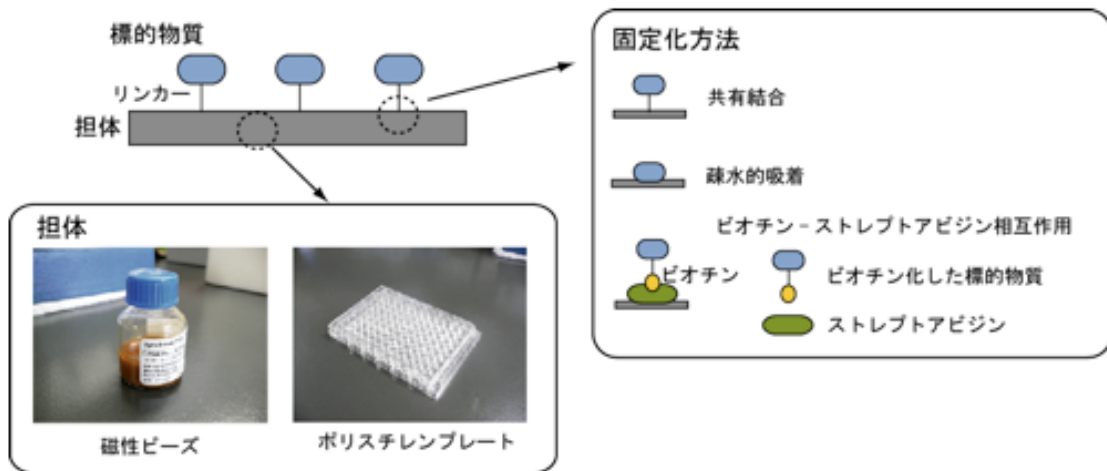 標的物質
リンカー
担体
固定化方法
共有結合
疎水的吸着
ビオチン－ストレプトアビジン相互作用
ビオチン
ビオチン化した標的物質
ストレプトアビジン
担体
磁性ビーズ
ポリスチレンプレート